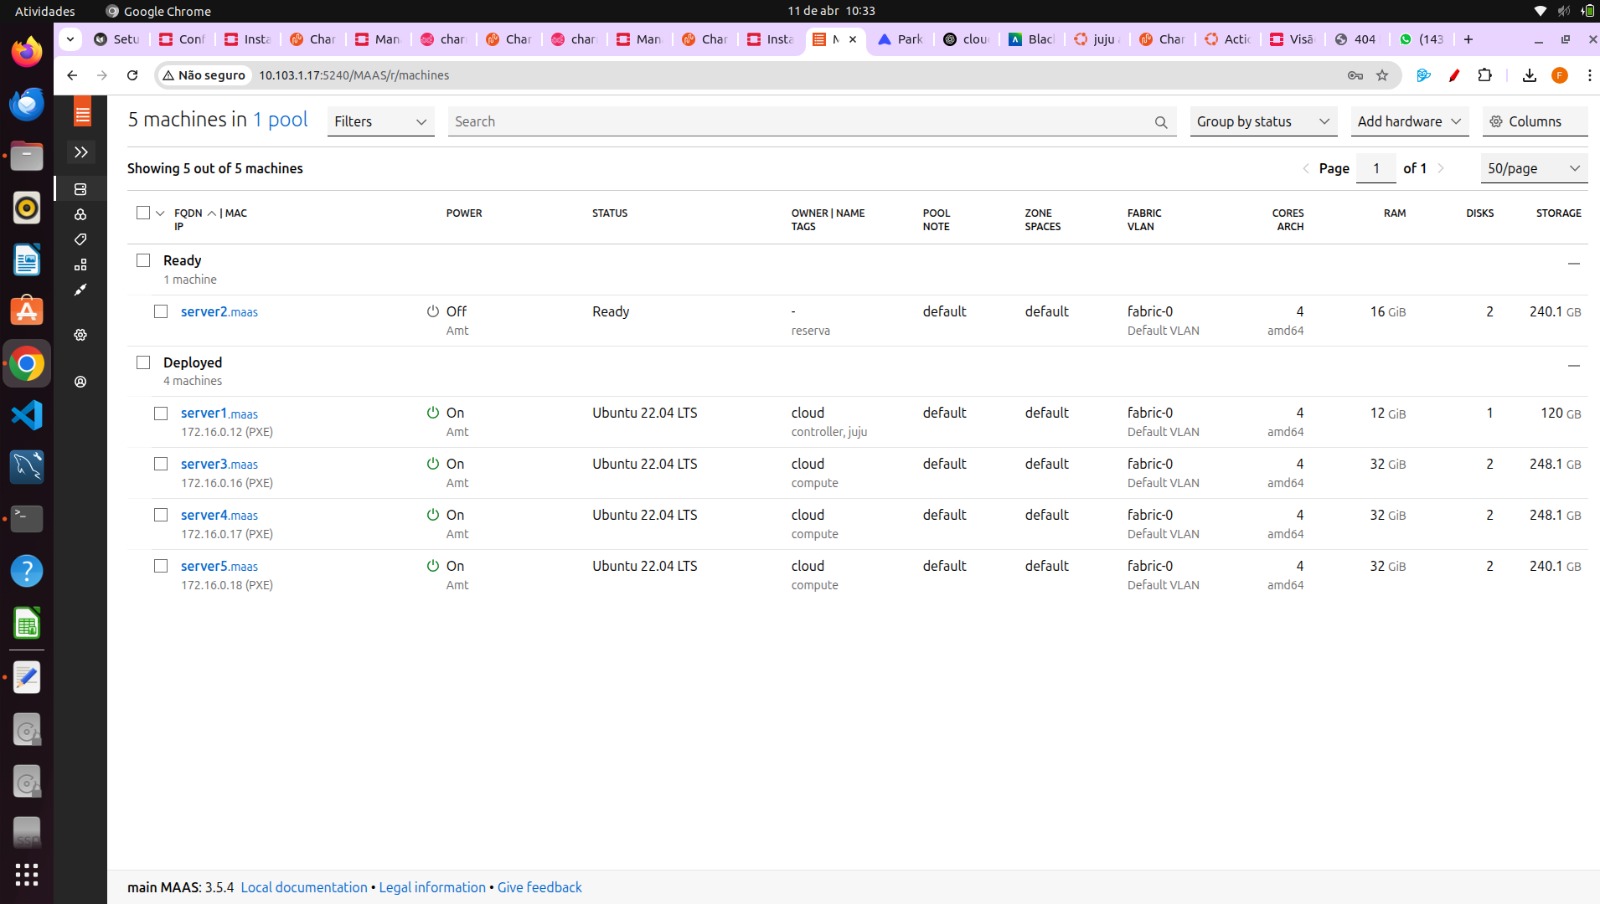 Atividades
Google Chrome
11 de abr 10:33
Setu
Conf
Insta
Char
Man
char
Char
char
Man
Char
Insta
Park
clou
Blac
juju
Char
Actio
Visã
404
(143
Não seguro
10.103.1.17:5240/MAAS/r/machines
F
5 machines in 1 pool
Filters
Search
Group by status
Add hardware
Columns
Showing 5 out of 5 machines
Page 1 of 1
50/page
FQDN | MAC
IP
POWER
STATUS
OWNER | NAME
TAGS
POOL
NOTE
ZONE
SPACES
FABRIC
VLAN
CORES
ARCH
RAM
DISKS
STORAGE
Ready
1 machine
server2.maas Off Ready - default default fabric-0 4 16 GiB 2 240.1 GB
Amt reserva Default VLAN amd64
Deployed
4 machines
server1.maas On Ubuntu 22.04 LTS cloud default default fabric-0 4 12 GiB 1 120 GB
172.16.0.12 (PXE) Amt controller, juju Default VLAN amd64
server3.maas On Ubuntu 22.04 LTS cloud default default fabric-0 4 32 GiB 2 248.1 GB
172.16.0.16 (PXE) Amt compute Default VLAN amd64
server4.maas On Ubuntu 22.04 LTS cloud default default fabric-0 4 32 GiB 2 248.1 GB
172.16.0.17 (PXE) Amt compute Default VLAN amd64
server5.maas On Ubuntu 22.04 LTS cloud default default fabric-0 4 32 GiB 2 240.1 GB
172.16.0.18 (PXE) Amt compute Default VLAN amd64
main MAAS: 3.5.4 Local documentation • Legal information • Give feedback